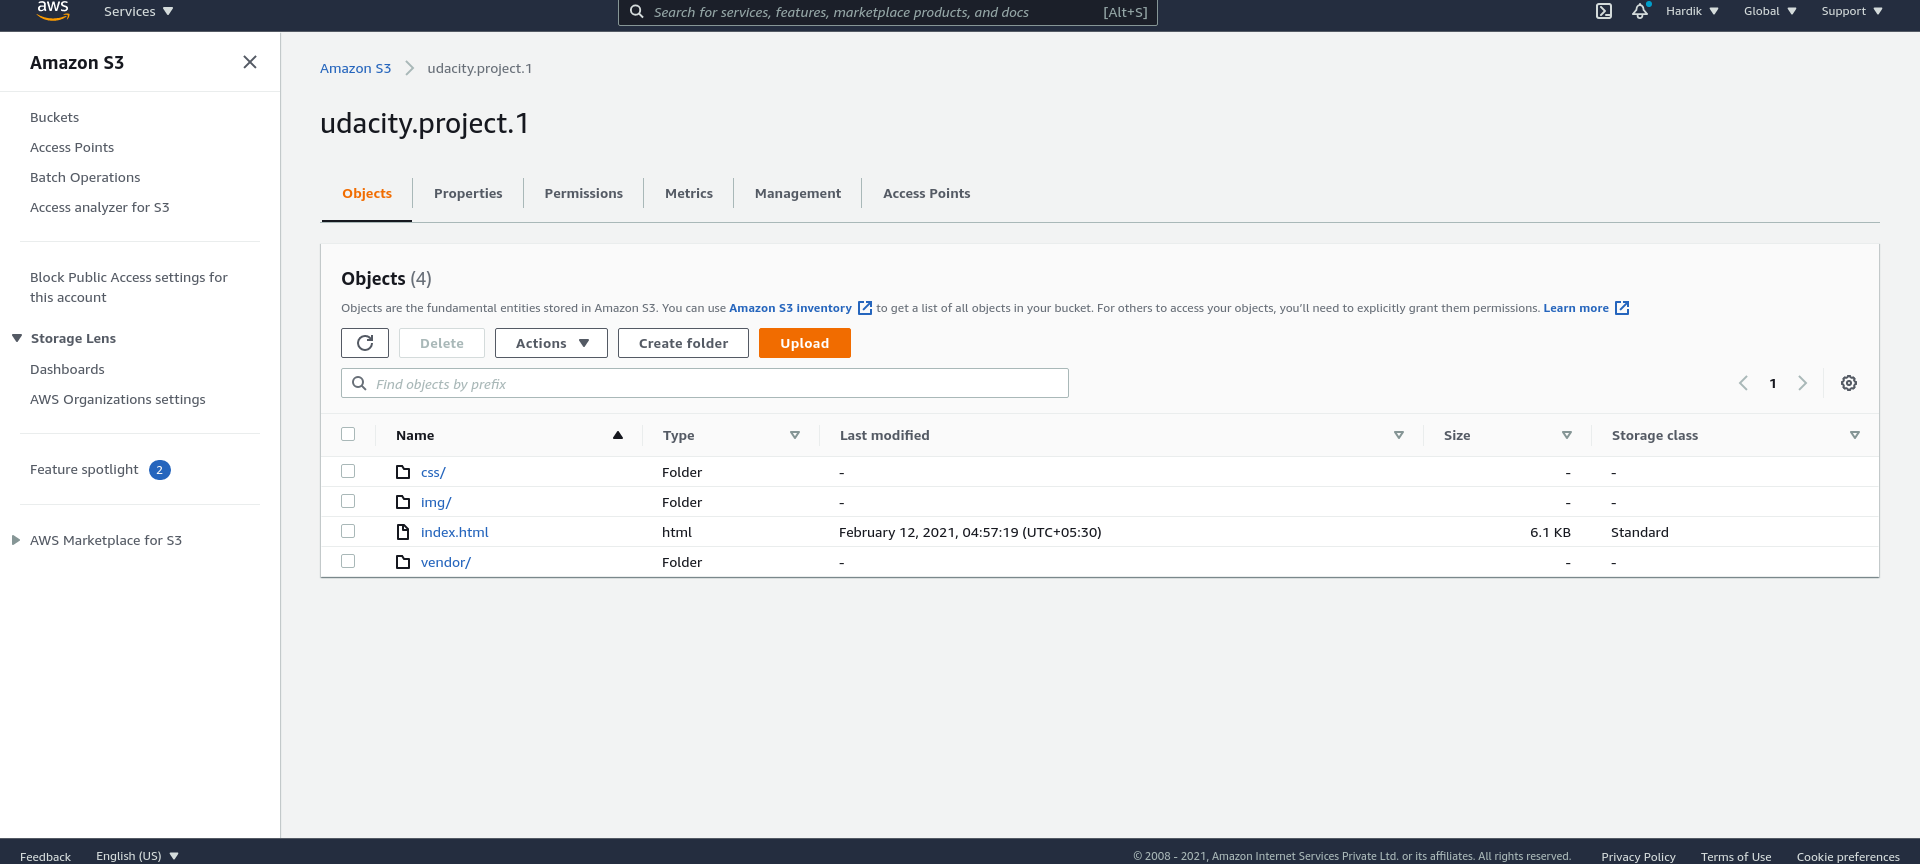 aws Services Search for services, features, marketplace products, and docs [Alt+S] Hardik Global Support
Amazon S3
Buckets
Access Points
Batch Operations
Access analyzer for S3
Block Public Access settings for
this account
Storage Lens
Dashboards
AWS Organizations settings
Feature spotlight 2
AWS Marketplace for S3
Amazon S3 udacity.project.1
udacity.project.1
Objects Properties Permissions Metrics Management Access Points
Objects (4)
Objects are the fundamental entities stored in Amazon S3. You can use Amazon S3 inventory to get a list of all objects in your bucket. For others to access your objects, you'll need to explicitly grant them permissions. Learn more
Delete Actions Create folder Upload
Find objects by prefix 1
Name Type Last modified Size Storage class
css/ Folder - - -
img/ Folder - - -
index.html html February 12, 2021, 04:57:19 (UTC+05:30) 6.1 KB Standard
vendor/ Folder - - -
Feedback English (US) © 2008 - 2021, Amazon Internet Services Private Ltd. or its affiliates. All rights reserved. Privacy Policy Terms of Use Cookie preferences